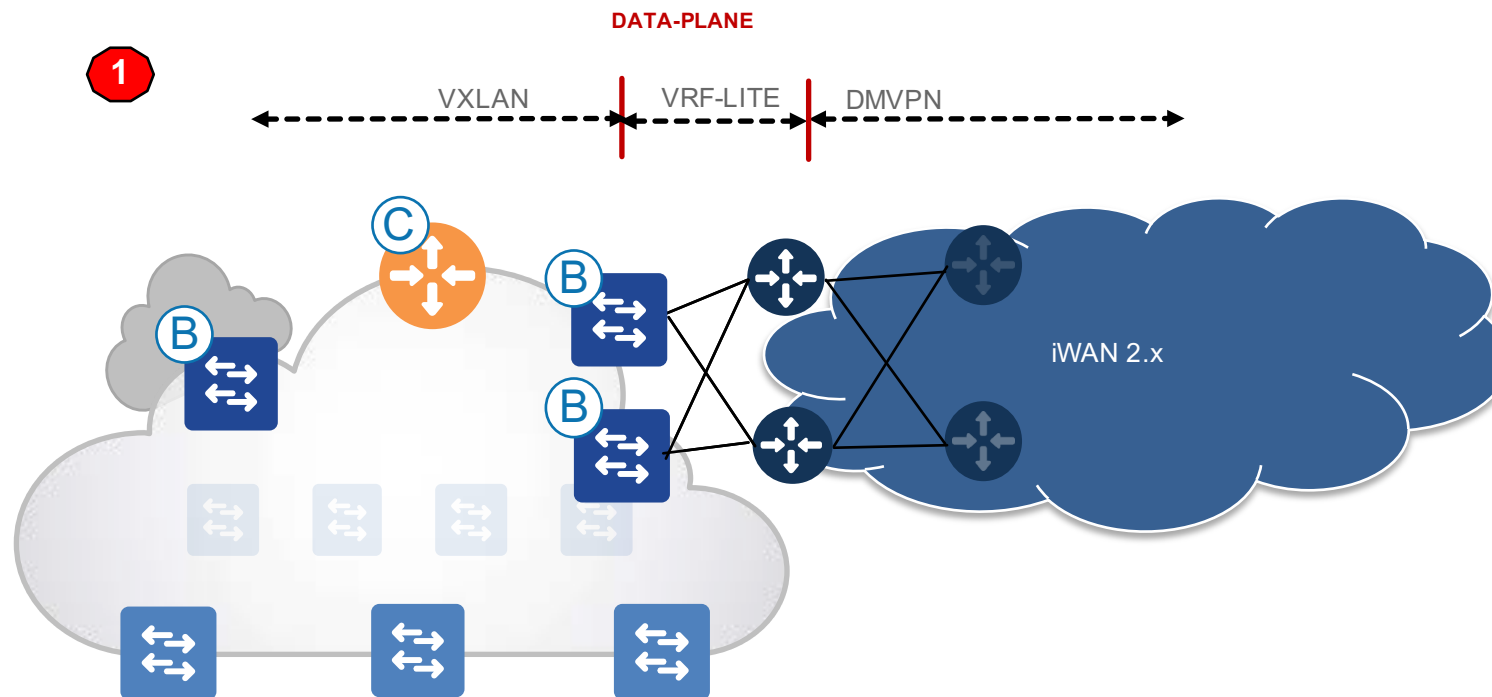 DATA-PLANE
1
VXLAN
VRF-LITE
DMVPN
C
B
B
iWAN 2.x
B